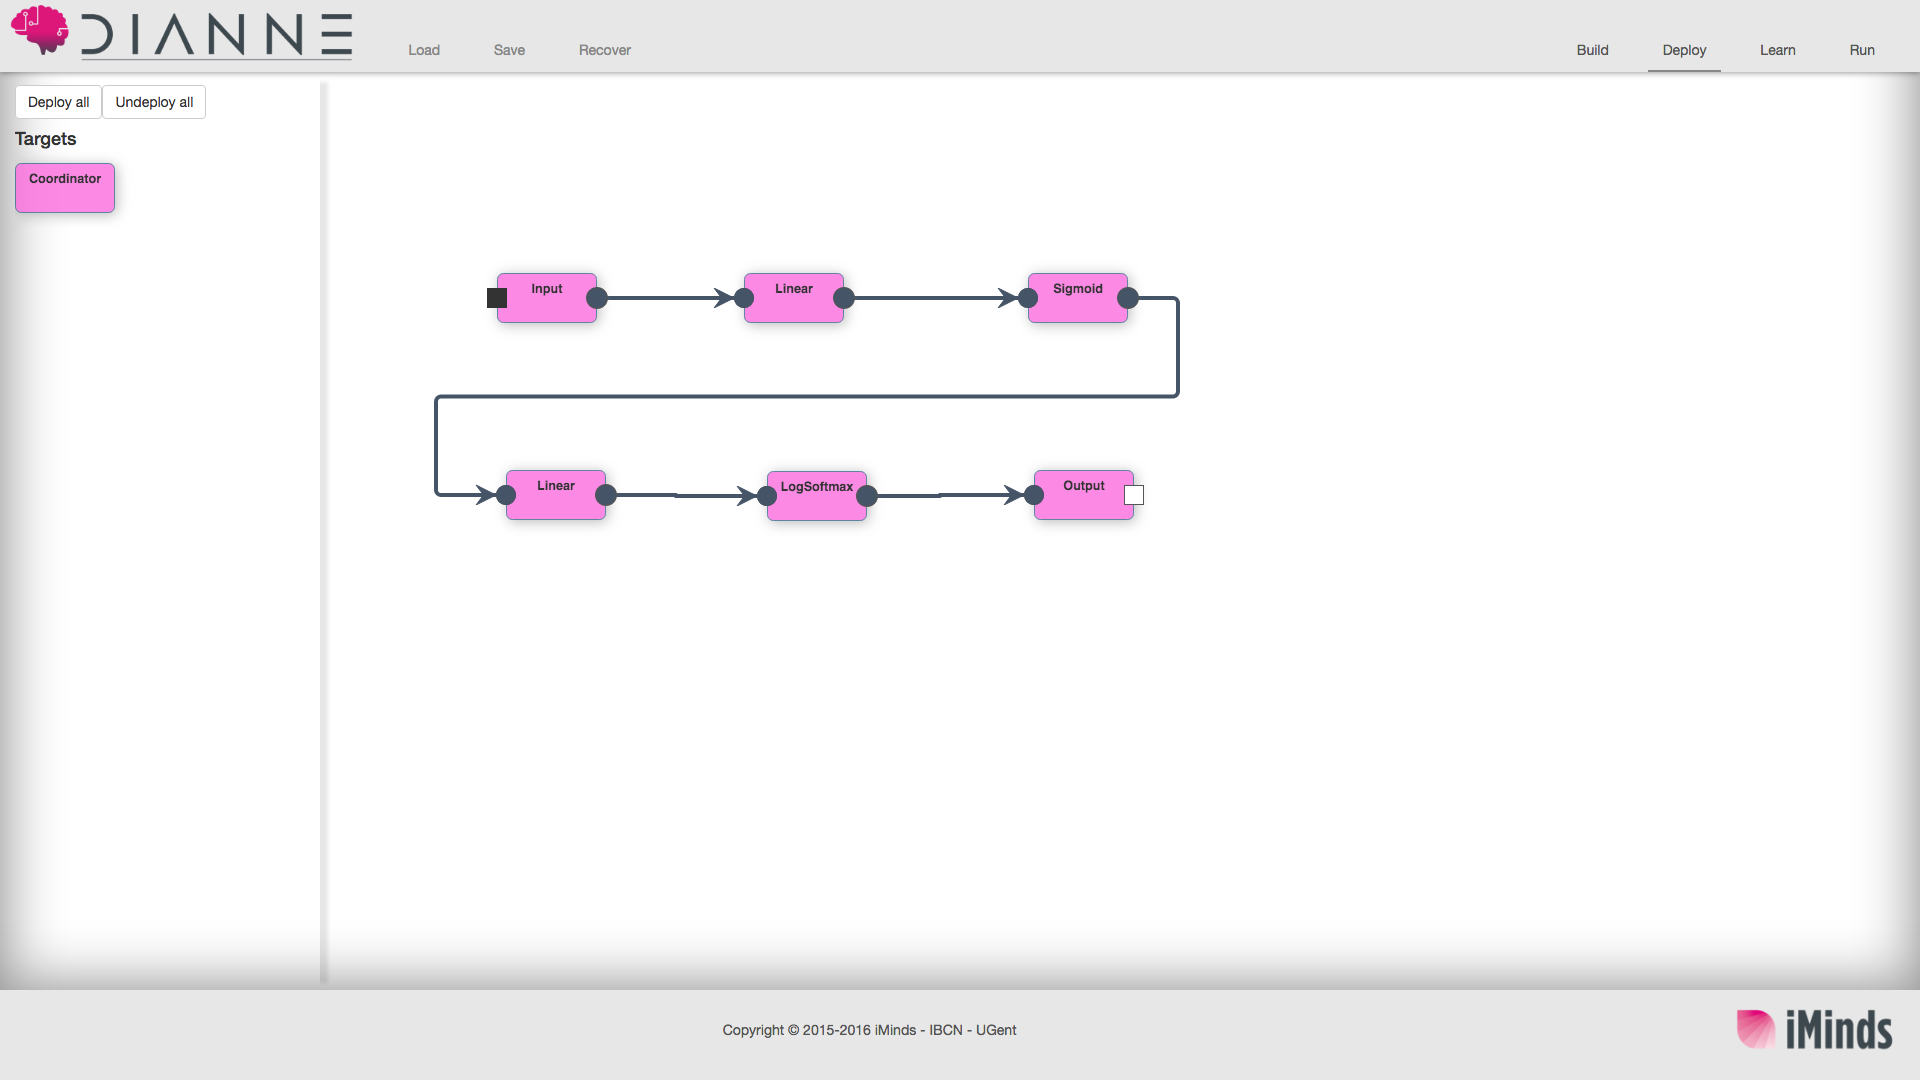 DIANNE
Load Save Recover Build Deploy Learn Run
Deploy all Undeploy all
Targets
Coordinator
Input Linear Sigmoid
Linear LogSoftmax Output
Copyright © 2015-2016 iMinds - IBCN - UGent
iMinds